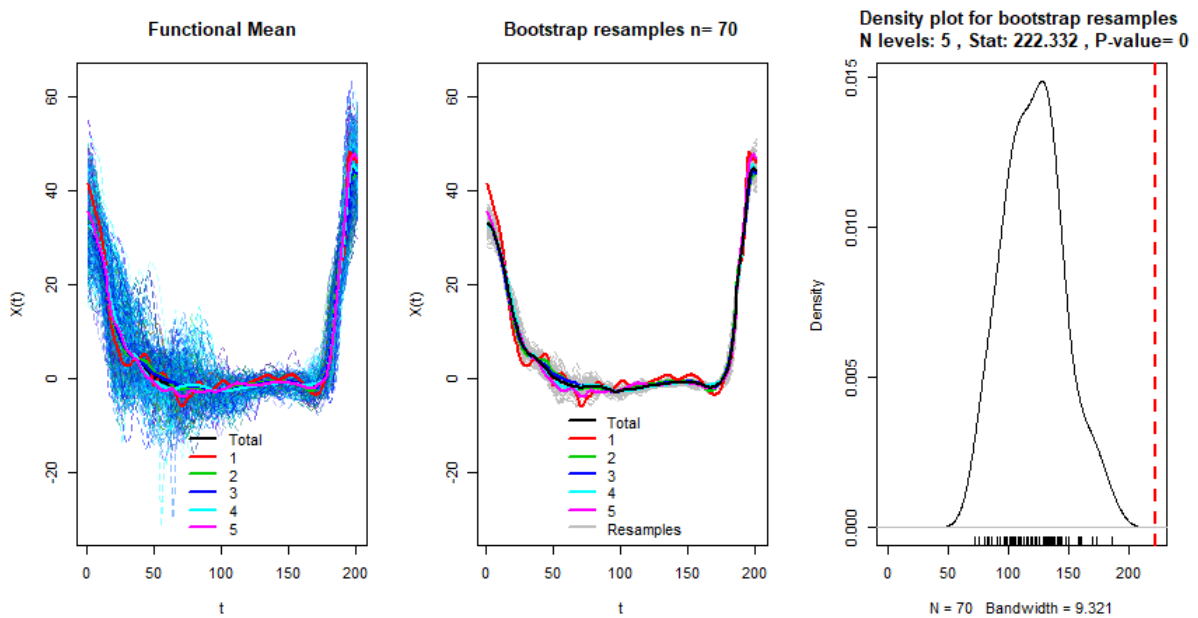 Functional Mean
X(t)
60
40
20
0
-20
Total
1
2
3
4
5
0 50 100 150 200
t
Bootstrap resamples n= 70
X(t)
60
40
20
0
-20
Total
1
2
3
4
5
Resamples
0 50 100 150 200
t
Density plot for bootstrap resamples
N levels: 5 , Stat: 222.332 , P-value= 0
Density
0.015
0.010
0.005
0.000
0 50 100 150 200
N = 70 Bandwidth = 9.321